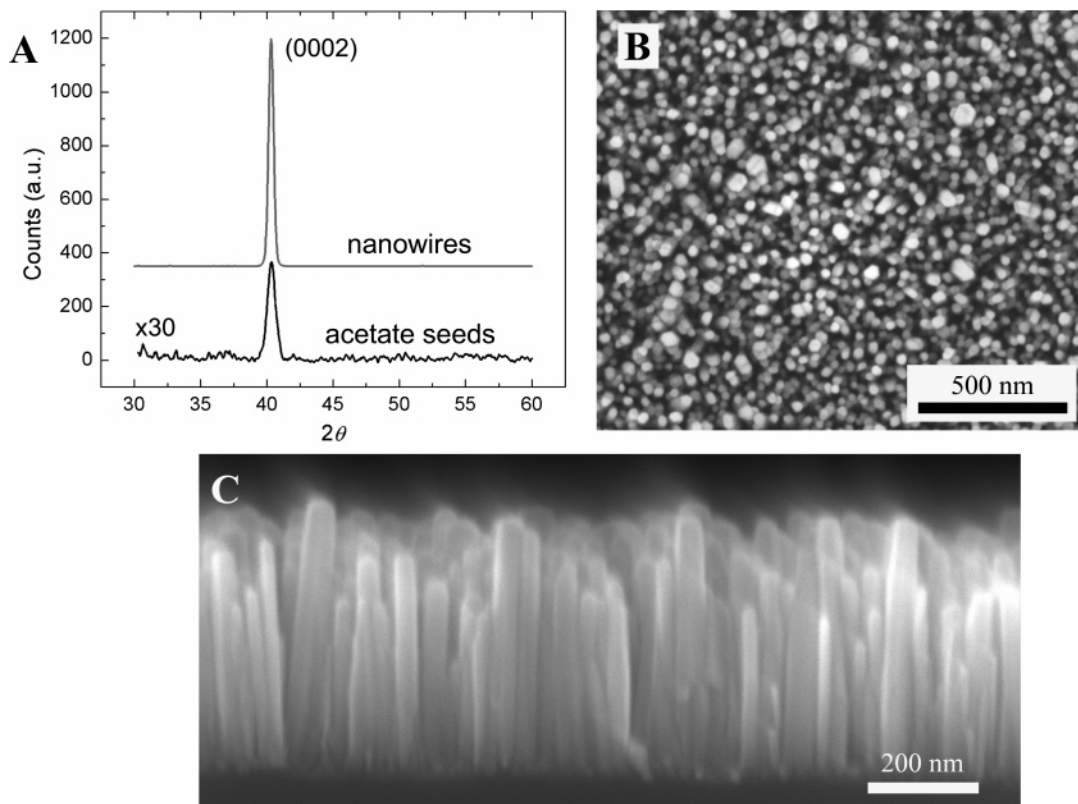 A
1200
1000
800
600
400
200
0
Counts (a.u.)
(0002)
nanowires
x30
acetate seeds
30 35 40 45 50 55 60
2θ
B
500 nm
C
200 nm